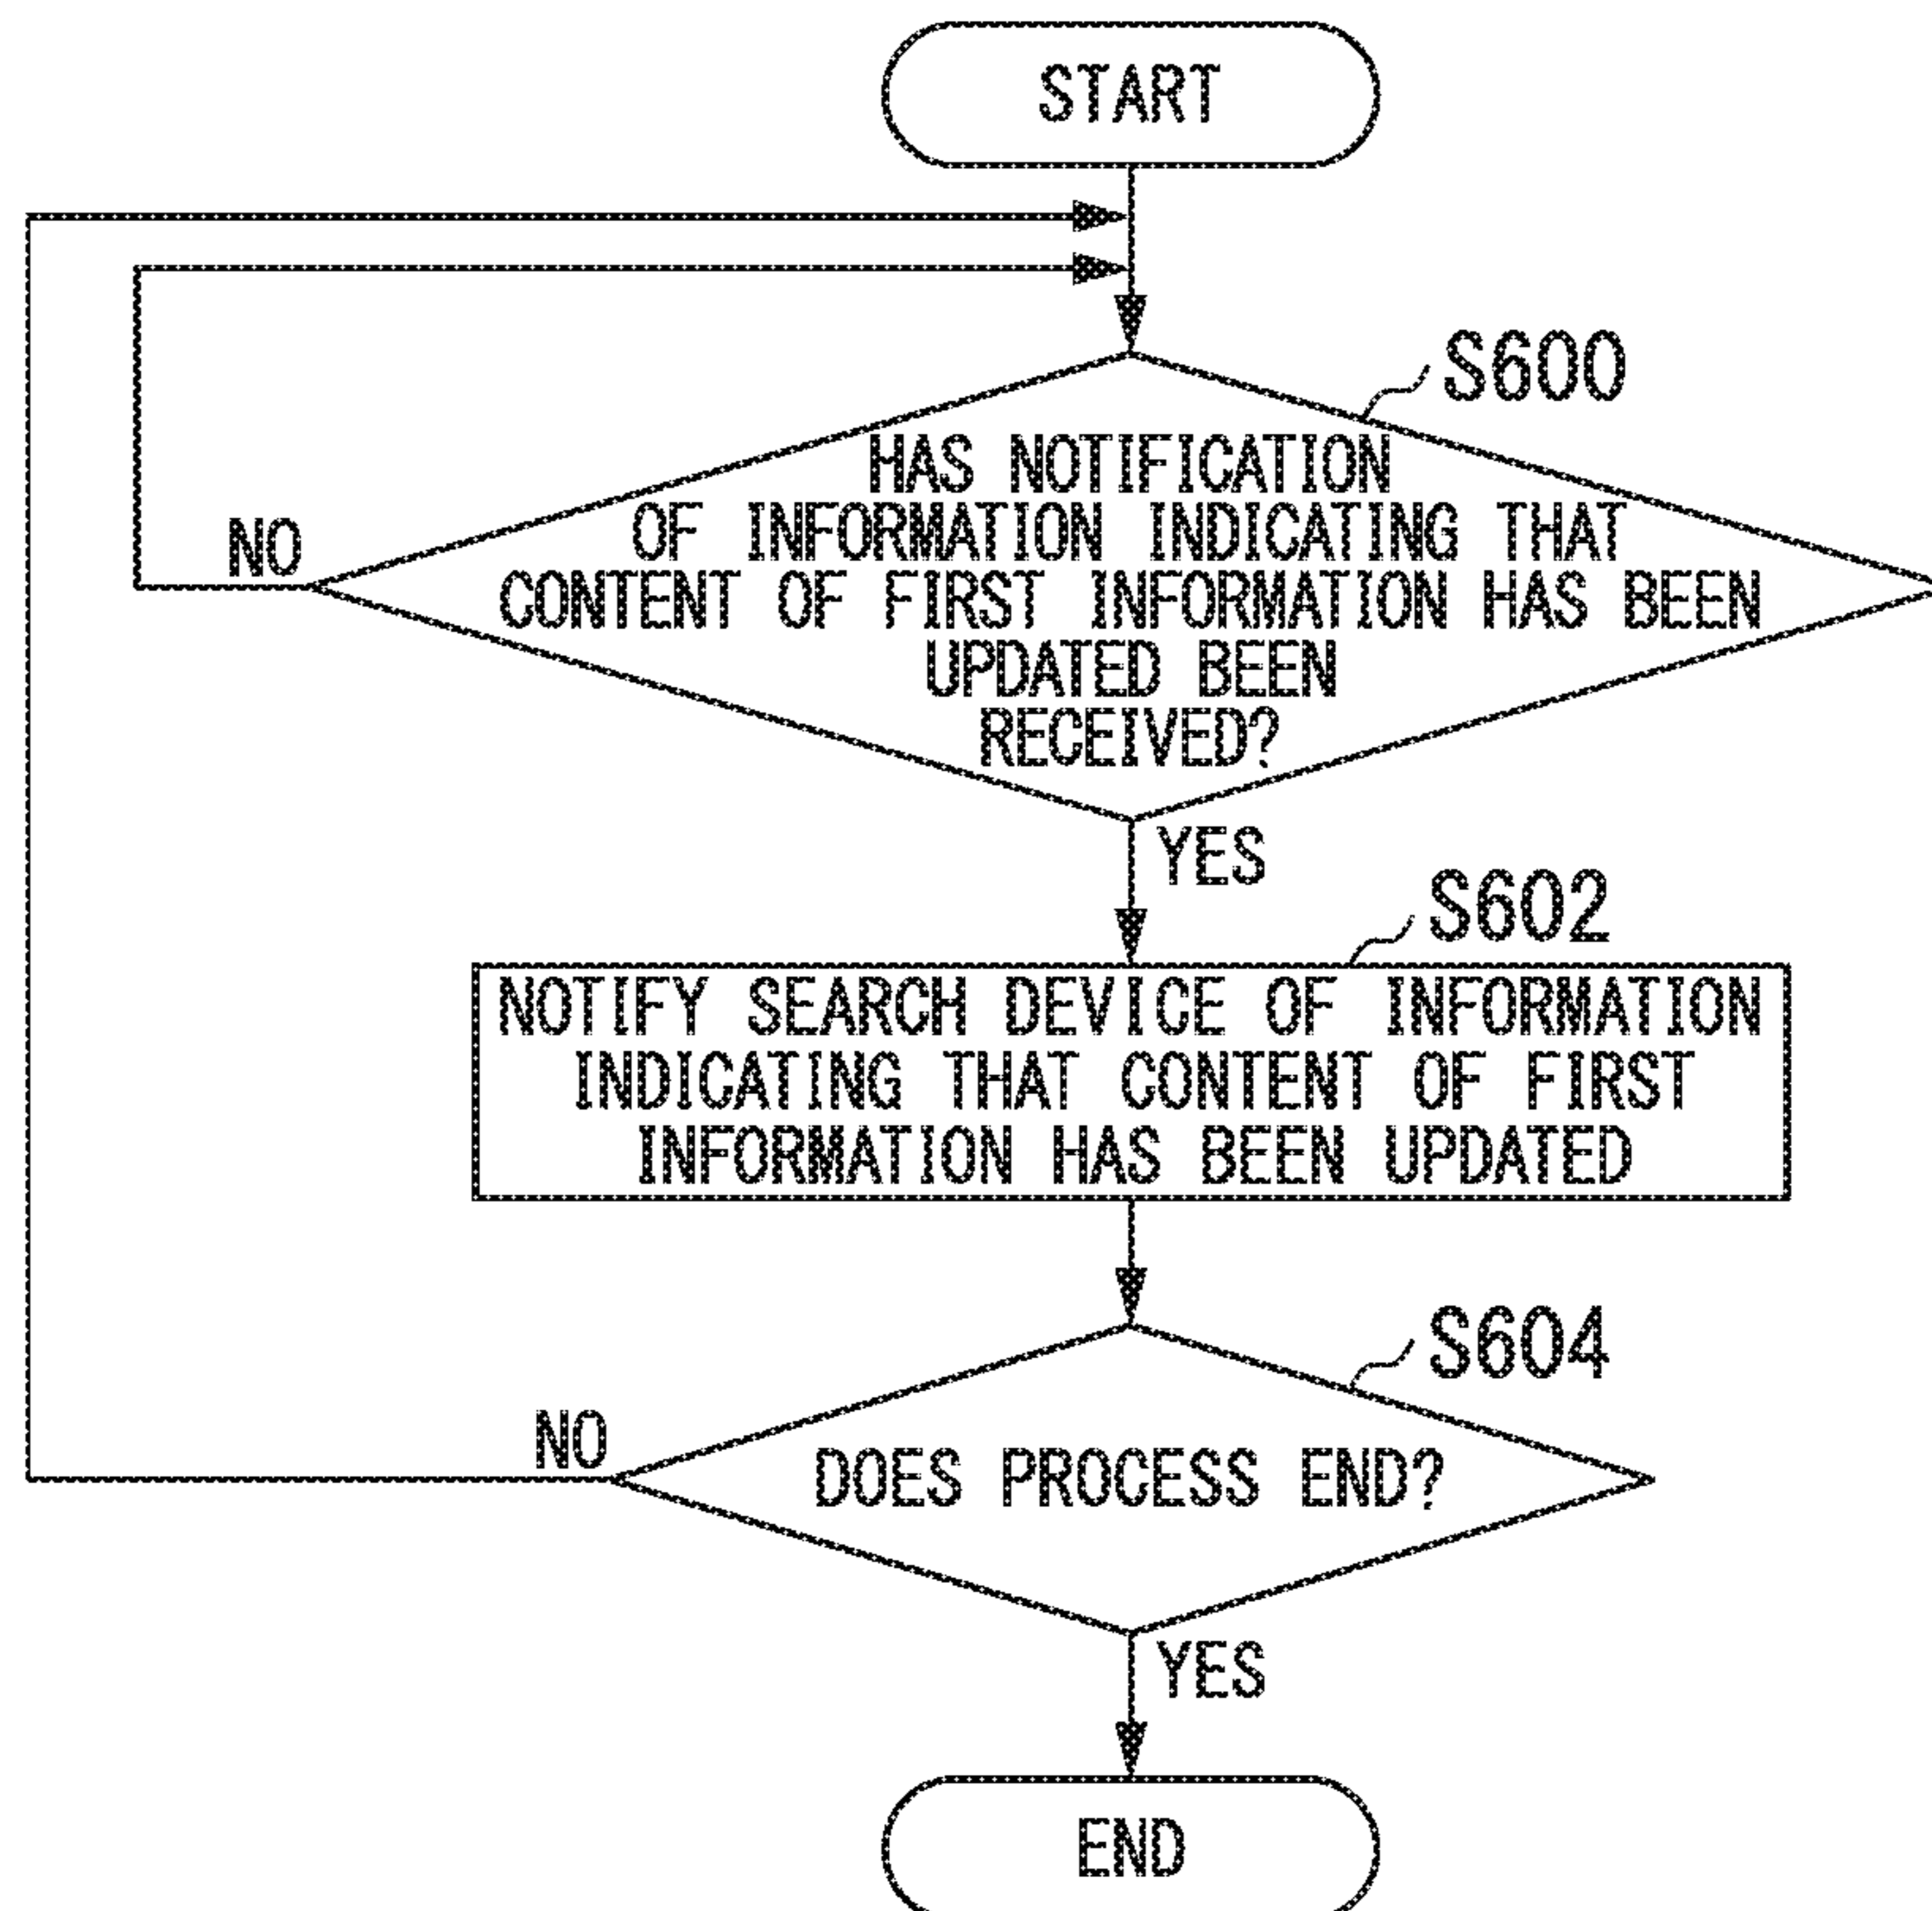 START
S600
HAS NOTIFICATION
OF INFORMATION INDICATING THAT
CONTENT OF FIRST INFORMATION HAS BEEN
UPDATED BEEN
RECEIVED?
NO
YES
S602
NOTIFY SEARCH DEVICE OF INFORMATION
INDICATING THAT CONTENT OF FIRST
INFORMATION HAS BEEN UPDATED
S604
NO
DOES PROCESS END?
YES
END